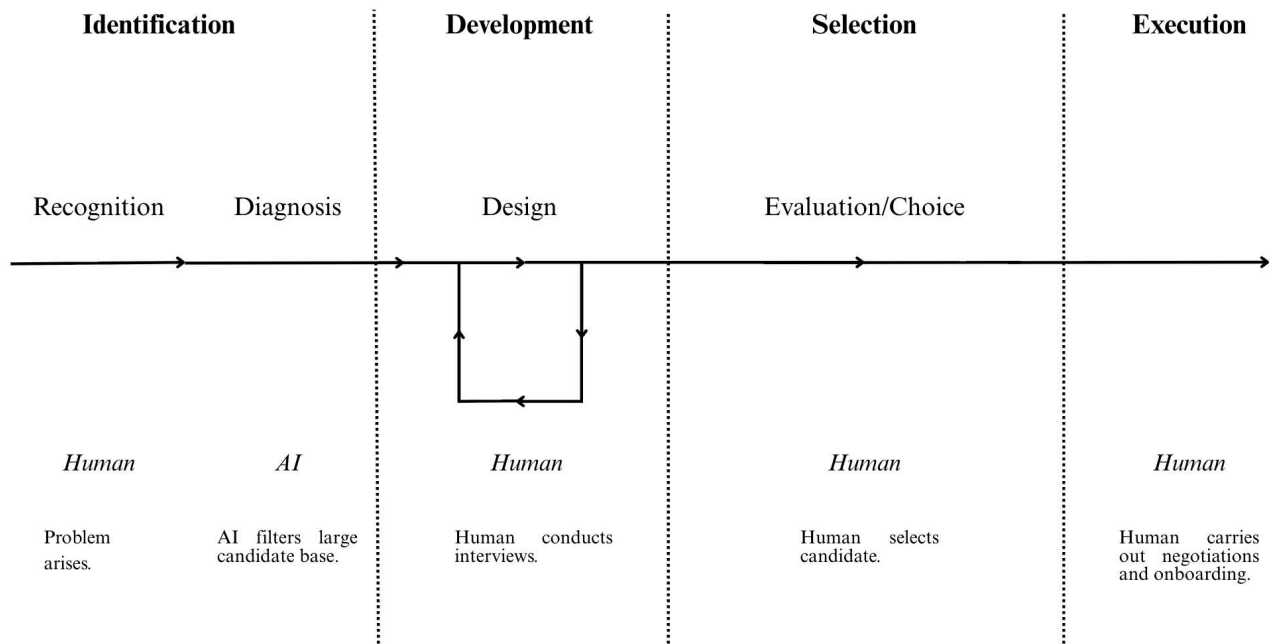 Identification
Development
Selection
Execution
Recognition
Diagnosis
Design
Evaluation/Choice
Human
AI
Human
Human
Human
Problem
arises.
AI filters large
candidate base.
Human conducts
interviews.
Human selects
candidate.
Human carries
out negotiations
and onboarding.